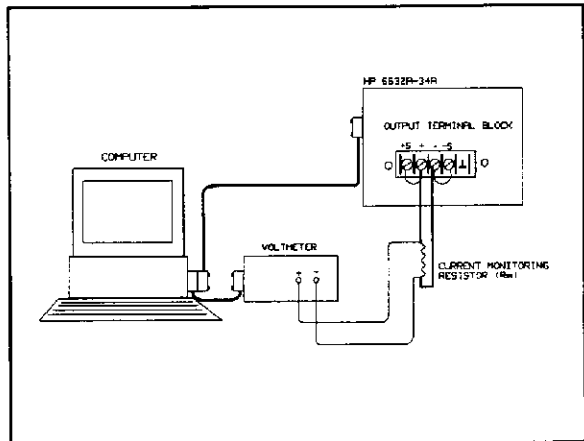 HP 6632A-34A
OUTPUT TERMINAL BLOCK
+S + - -S
COMPUTER
VOLTMETER
+ -
CURRENT MONITORING
RESISTOR (Rm)